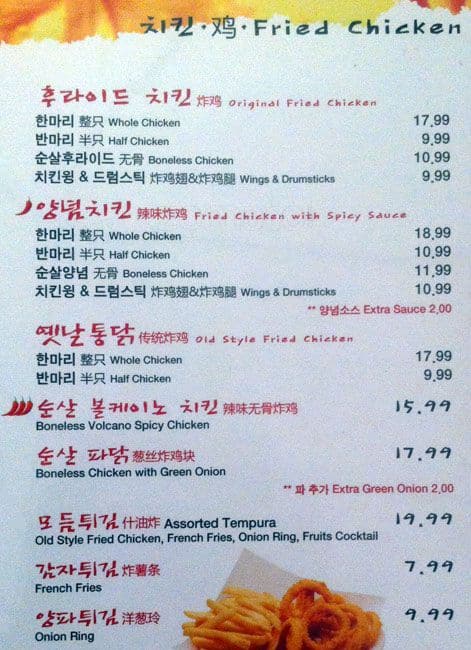 치킨·鸡·Fried Chicken
후라이드 치킨 炸鸡 Original Fried Chicken
한마리 整只 Whole Chicken 17.99
반마리 半只 Half Chicken 9.99
순살후라이드 无骨 Boneless Chicken 10.99
치킨윙 & 드럼스틱 炸鸡翅&炸鸡腿 Wings & Drumsticks 9.99
양념치킨 辣味炸鸡 Fried Chicken with Spicy Sauce
한마리 整只 Whole Chicken 18.99
반마리 半只 Half Chicken 10.99
순살양념 无骨 Boneless Chicken 11.99
치킨윙 & 드럼스틱 炸鸡翅&炸鸡腿 Wings & Drumsticks 10.99
** 양념소스 Extra Sauce 2.00
옛날통닭 传统炸鸡 Old Style Fried Chicken
한마리 整只 Whole Chicken 17.99
반마리 半只 Half Chicken 9.99
순살 볼케이노 치킨 辣味无骨炸鸡 15.99
Boneless Volcano Spicy Chicken
순살 파닭 葱丝炸鸡块 17.99
Boneless Chicken with Green Onion
** 파 추가 Extra Green Onion 2.00
모듬튀김 什油炸 Assorted Tempura 19.99
Old Style Fried Chicken, French Fries, Onion Ring, Fruits Cocktail
감자튀김 炸薯条 7.99
French Fries
양파튀김 洋葱玲 9.99
Onion Ring